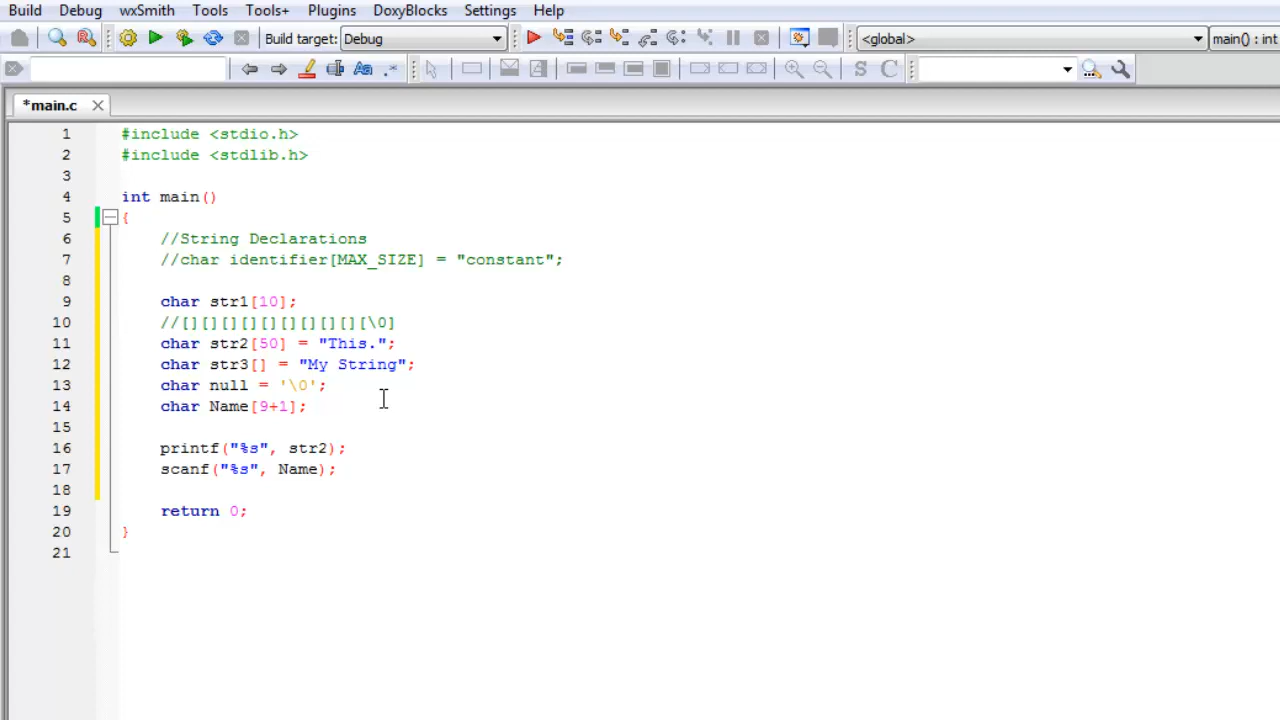 Build Debug wxSmith Tools Tools+ Plugins DoxyBlocks Settings Help
Build target: Debug <global> main() : int
S C
*main.c
1 #include <stdio.h>
2 #include <stdlib.h>
3
4 int main()
5 {
6 //String Declarations
7 //char identifier[MAX_SIZE] = "constant";
8
9 char str1[10];
10 //[][][][][][][][][][\0]
11 char str2[50] = "This.";
12 char str3[] = "My String";
13 char null = '\0';
14 char Name[9+1];
15
16 printf("%s", str2);
17 scanf("%s", Name);
18
19 return 0;
20 }
21